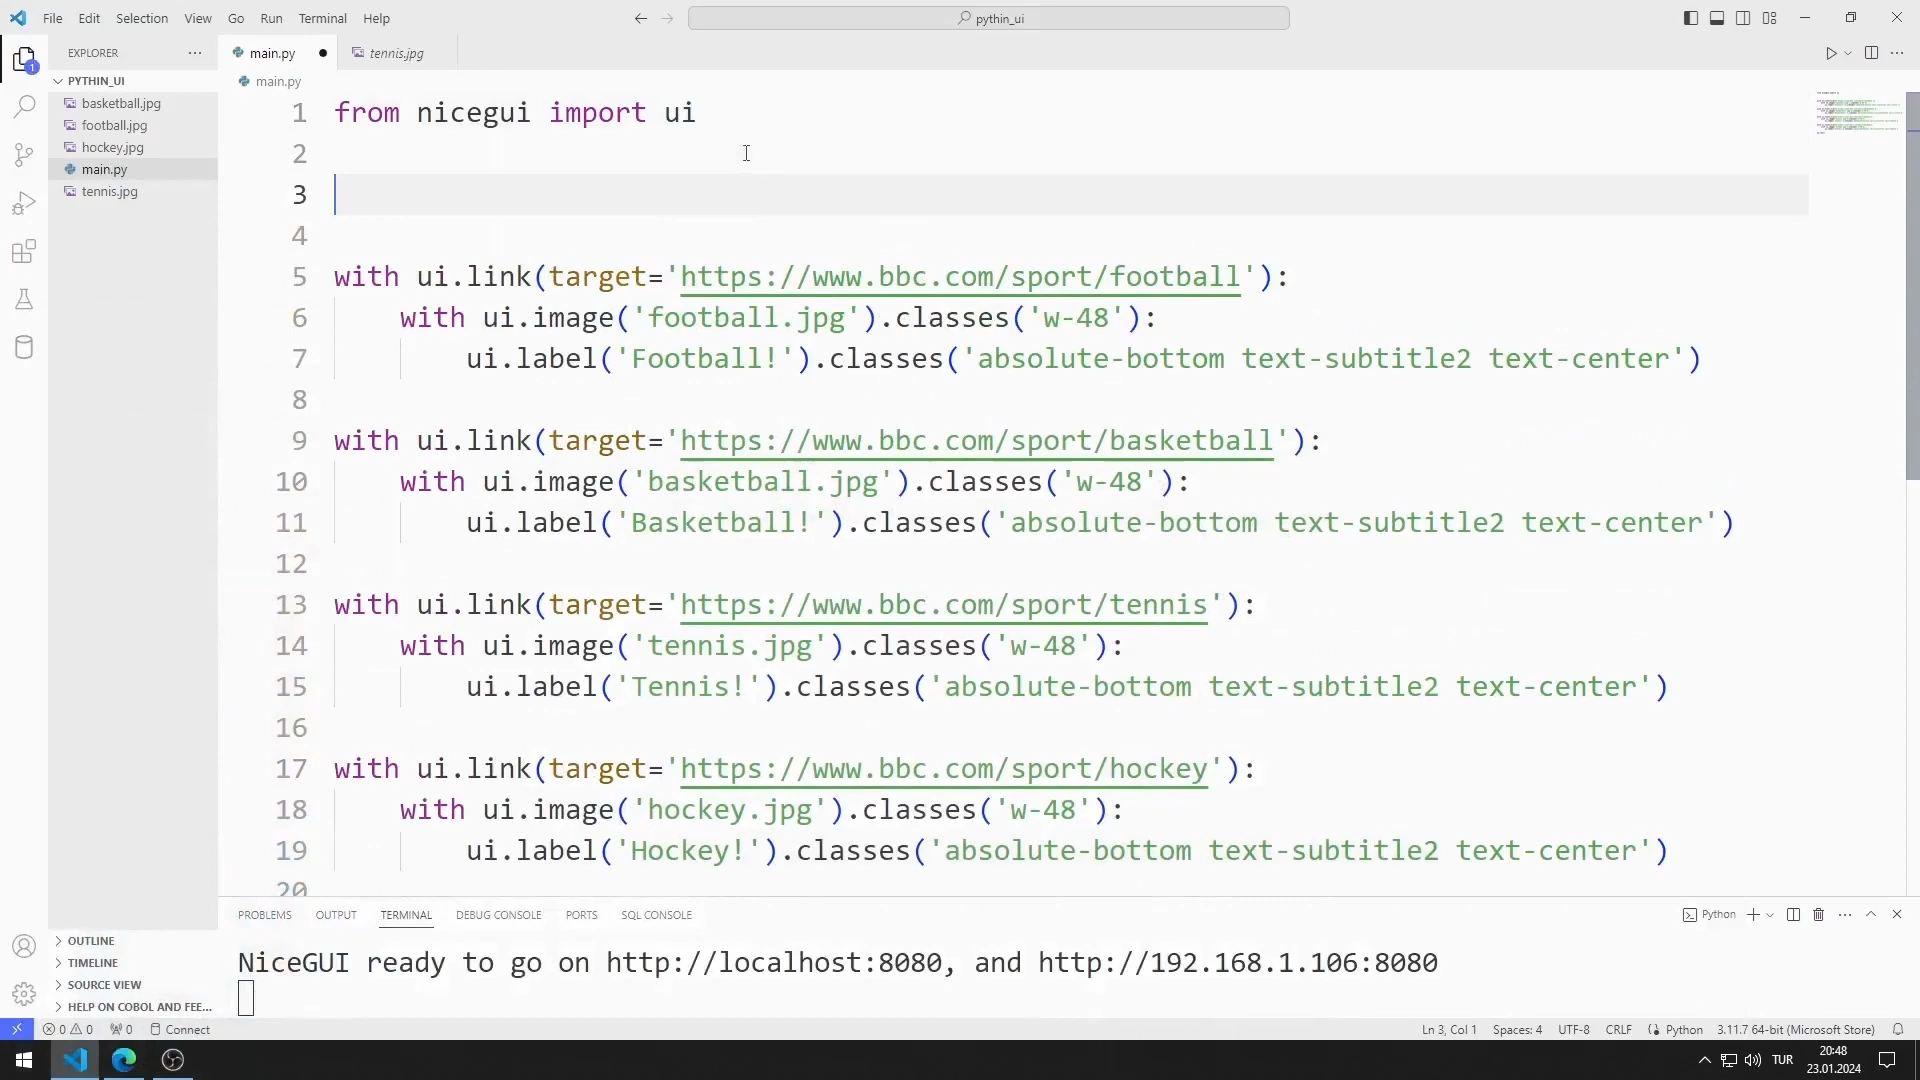 File Edit Selection View Go Run Terminal Help
pythin_ui
EXPLORER
main.py
tennis.jpg
PYTHIN_UI
main.py
basketball.jpg
football.jpg
hockey.jpg
main.py
tennis.jpg
1
1 from nicegui import ui
2
3
4
5 with ui.link(target='https://www.bbc.com/sport/football'):
6 with ui.image('football.jpg').classes('w-48'):
7 ui.label('Football!').classes('absolute-bottom text-subtitle2 text-center')
8
9 with ui.link(target='https://www.bbc.com/sport/basketball'):
10 with ui.image('basketball.jpg').classes('w-48'):
11 ui.label('Basketball!').classes('absolute-bottom text-subtitle2 text-center')
12
13 with ui.link(target='https://www.bbc.com/sport/tennis'):
14 with ui.image('tennis.jpg').classes('w-48'):
15 ui.label('Tennis!').classes('absolute-bottom text-subtitle2 text-center')
16
17 with ui.link(target='https://www.bbc.com/sport/hockey'):
18 with ui.image('hockey.jpg').classes('w-48'):
19 ui.label('Hockey!').classes('absolute-bottom text-subtitle2 text-center')
20
PROBLEMS OUTPUT TERMINAL DEBUG CONSOLE PORTS SQL CONSOLE
Python
OUTLINE
TIMELINE
SOURCE VIEW
HELP ON COBOL AND FEE...
NiceGUI ready to go on http://localhost:8080, and http://192.168.1.106:8080
0 0 0 Connect
Ln 3, Col 1 Spaces: 4 UTF-8 CRLF Python 3.11.7 64-bit (Microsoft Store)
TUR
20:48
23.01.2024